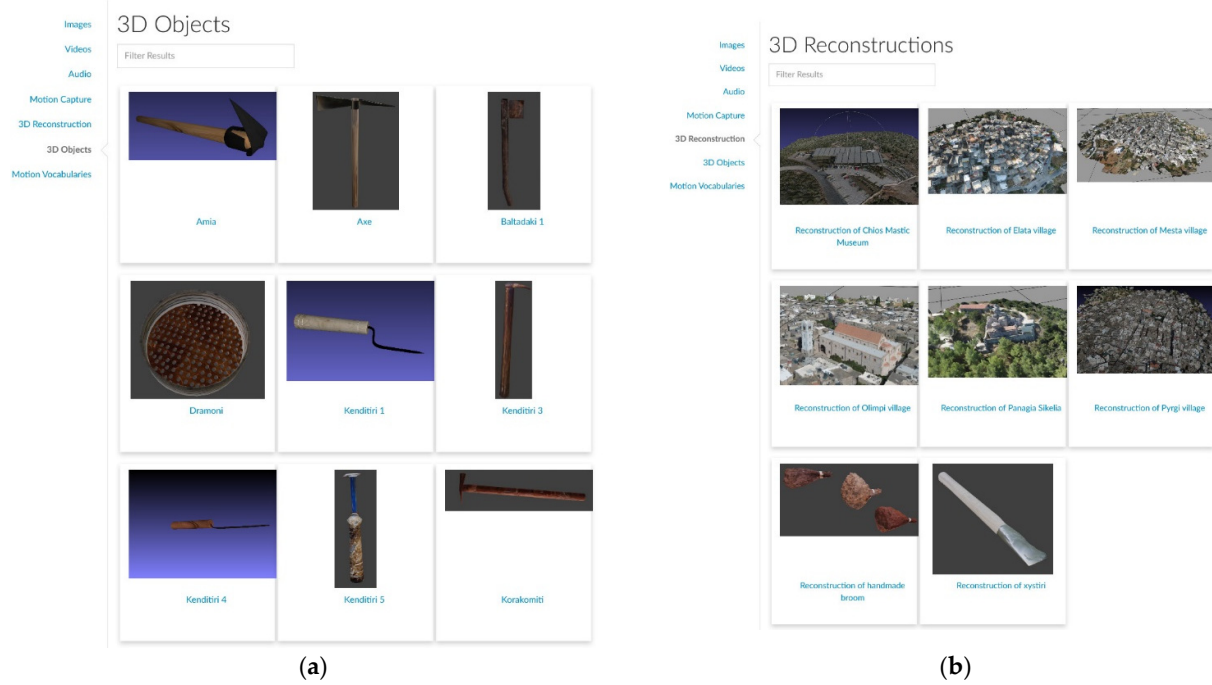 Images
Videos
Audio
Motion Capture
3D Reconstruction
3D Objects
Motion Vocabularies
3D Objects
Filter Results
Amia
Axe
Baltadaki 1
Dramoni
Kenditiri 1
Kenditiri 3
Kenditiri 4
Kenditiri 5
Korakomiti
(a)
Images
Videos
Audio
Motion Capture
3D Reconstruction
3D Objects
Motion Vocabularies
3D Reconstructions
Filter Results
Reconstruction of Chios Mastic
Museum
Reconstruction of Elata village
Reconstruction of Mesta village
Reconstruction of Olimpi village
Reconstruction of Panagia Sikelia
Reconstruction of Pyrgi village
Reconstruction of handmade
broom
Reconstruction of xystiri
(b)